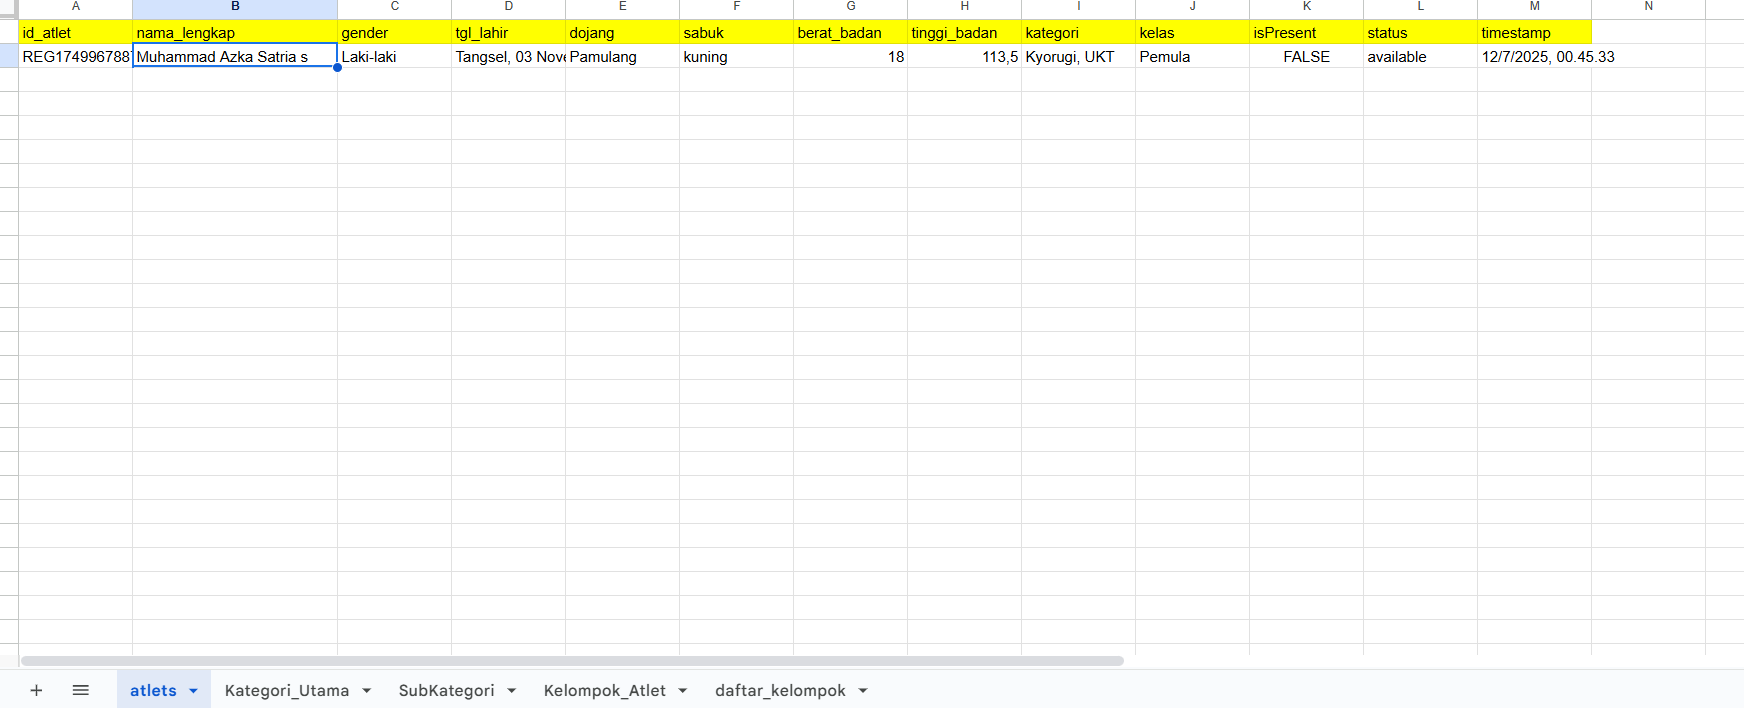 A B C D E F G H I J K L M N
id_atlet nama_lengkap gender tgl_lahir dojang sabuk berat_badan tinggi_badan kategori kelas isPresent status timestamp
REG174996788 Muhammad Azka Satria s Laki-laki Tangsel, 03 Nove Pamulang kuning 18 113,5 Kyorugi, UKT Pemula FALSE available 12/7/2025, 00.45.33
atlets Kategori_Utama SubKategori Kelompok_Atlet daftar_kelompok